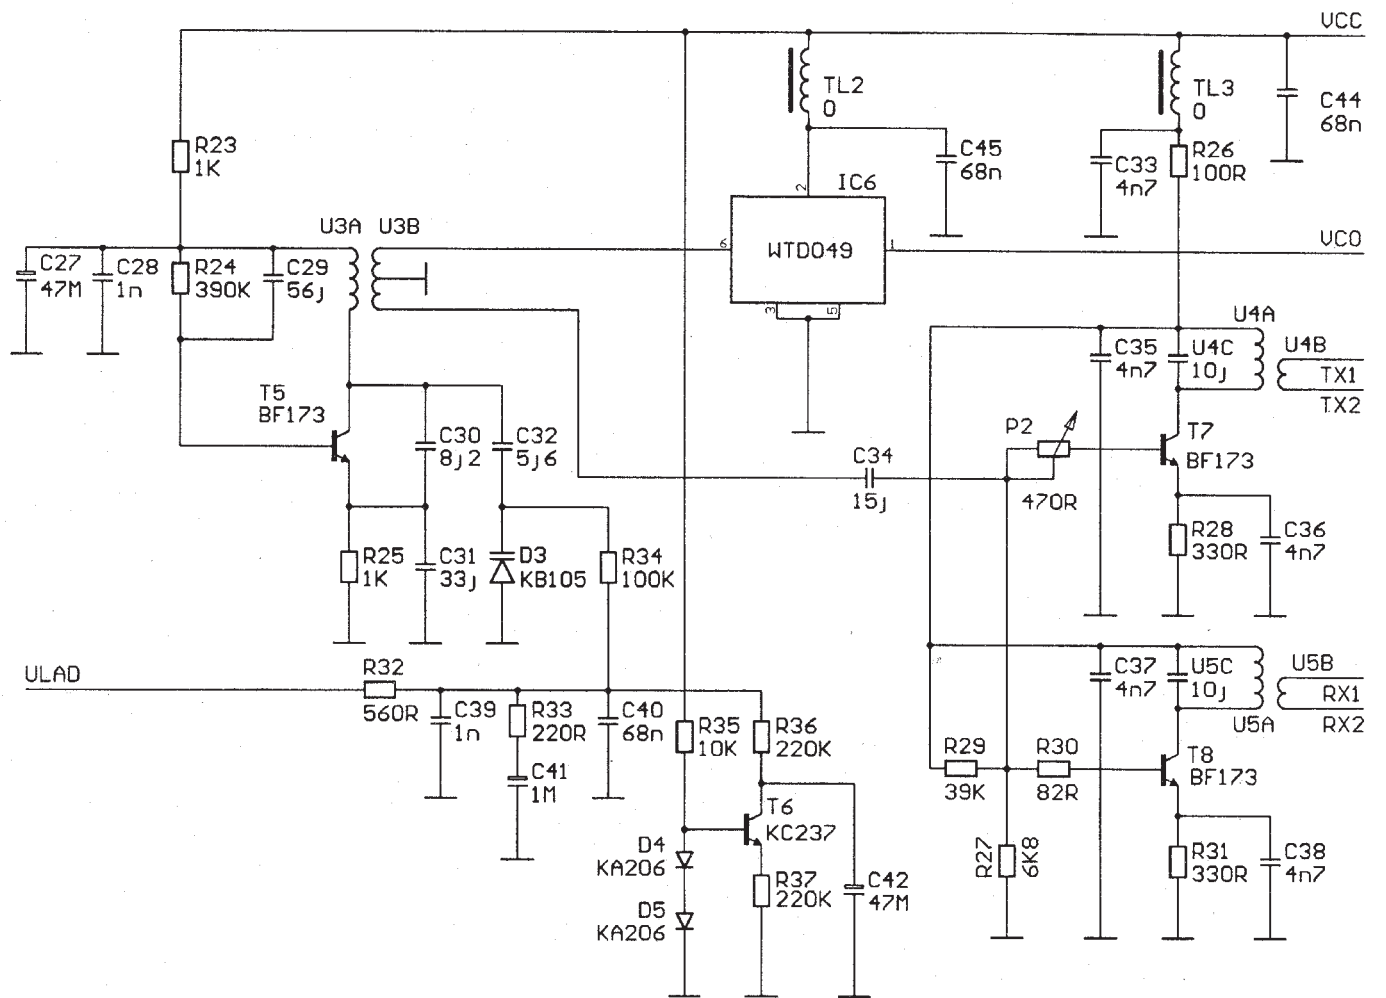 VCC
TL2
0
TL3
0
C44
68n
R23
1K
C45
68n
C33
4n7
R26
100R
2
IC6
U3A
U3B
6
WTD049
1
VCO
C27
47M
C28
1n
R24
390K
C29
56j
3
5
U4A
C35
4n7
U4C
10j
U4B
TX1
TX2
T5
BF173
P2
T7
BF173
C30
8j2
C32
5j6
C34
15j
470R
R25
1K
C31
33j
D3
KB105
R34
100K
R28
330R
C36
4n7
ULAD
R32
560R
C37
4n7
U5C
10j
U5B
RX1
RX2
U5A
C39
1n
R33
220R
C40
68n
R35
10K
R36
220K
R29
39K
R30
82R
T8
BF173
C41
1M
T6
KC237
D4
KA206
R27
6K8
R31
330R
C38
4n7
R37
220K
C42
47M
D5
KA206